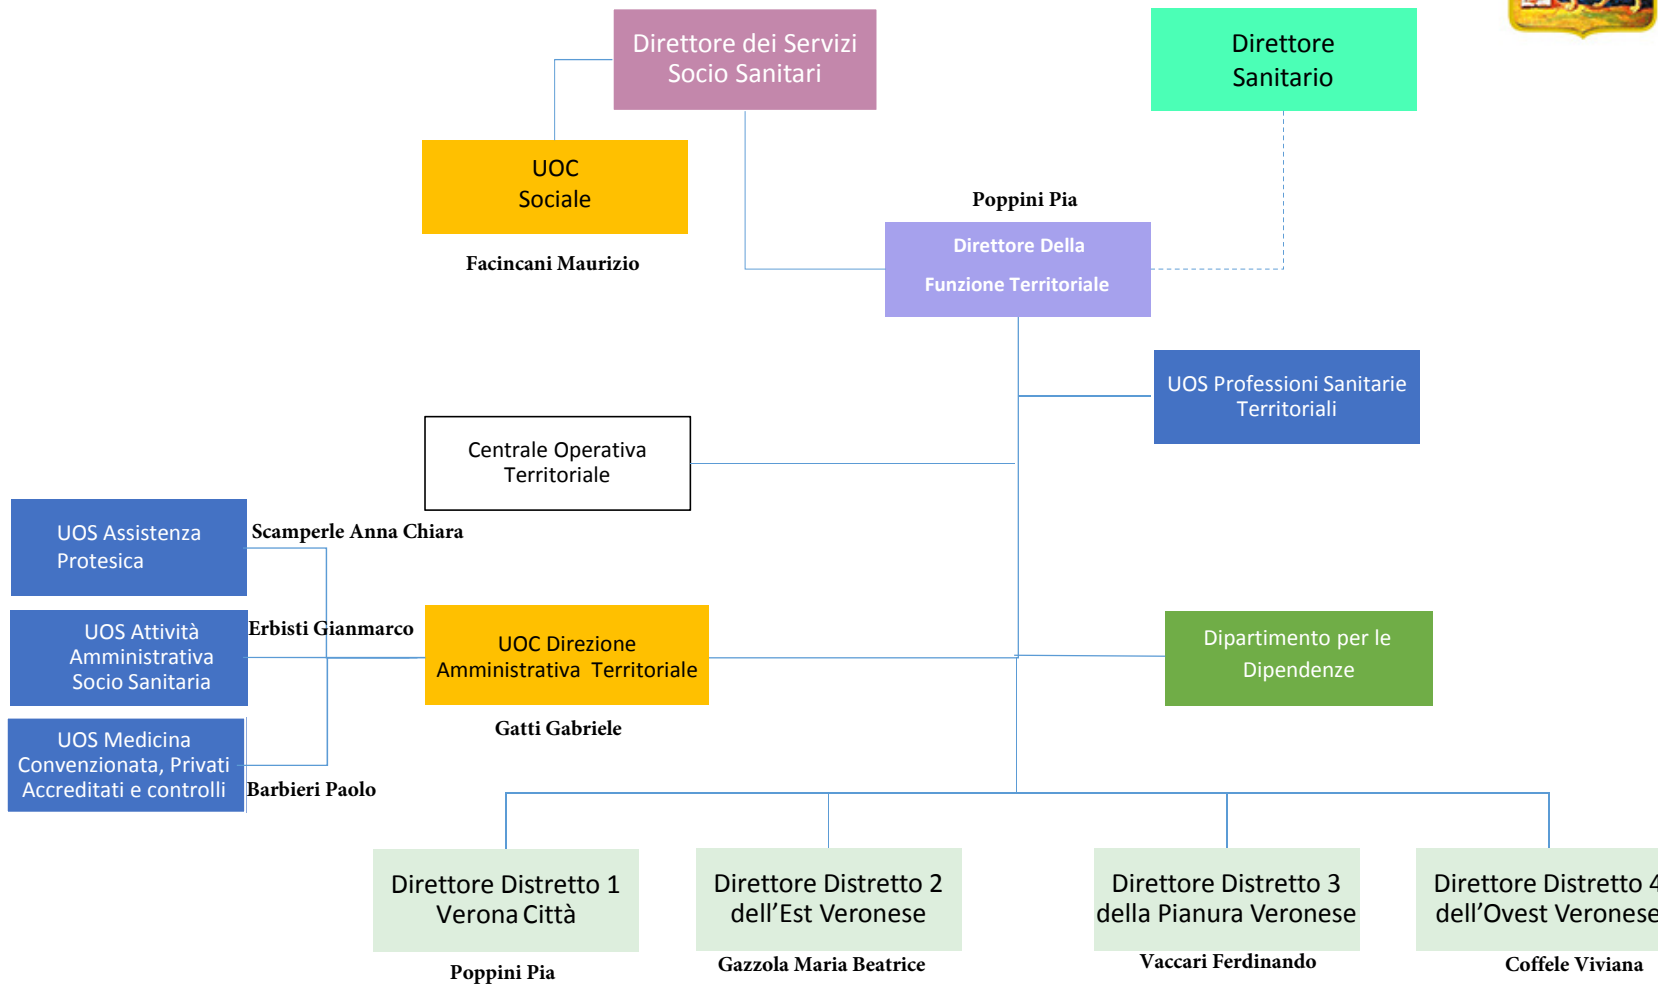 Direttore dei Servizi
Socio Sanitari
Direttore
Sanitario
UOC
Sociale
Facincani Maurizio
Poppini Pia
Direttore Della
Funzione Territoriale
UOS Professioni Sanitarie
Territoriali
Centrale Operativa
Territoriale
UOS Assistenza
Protesica
Scamperle Anna Chiara
UOS Attività
Amministrativa
Socio Sanitaria
Erbisti Gianmarco
UOC Direzione
Amministrativa Territoriale
Gatti Gabriele
Dipartimento per le
Dipendenze
UOS Medicina
Convenzionata, Privati
Accreditati e controlli
Barbieri Paolo
Direttore Distretto 1
Verona Città
Poppini Pia
Direttore Distretto 2
dell’Est Veronese
Gazzola Maria Beatrice
Direttore Distretto 3
della Pianura Veronese
Vaccari Ferdinando
Direttore Distretto 4
dell’Ovest Veronese
Coffele Viviana